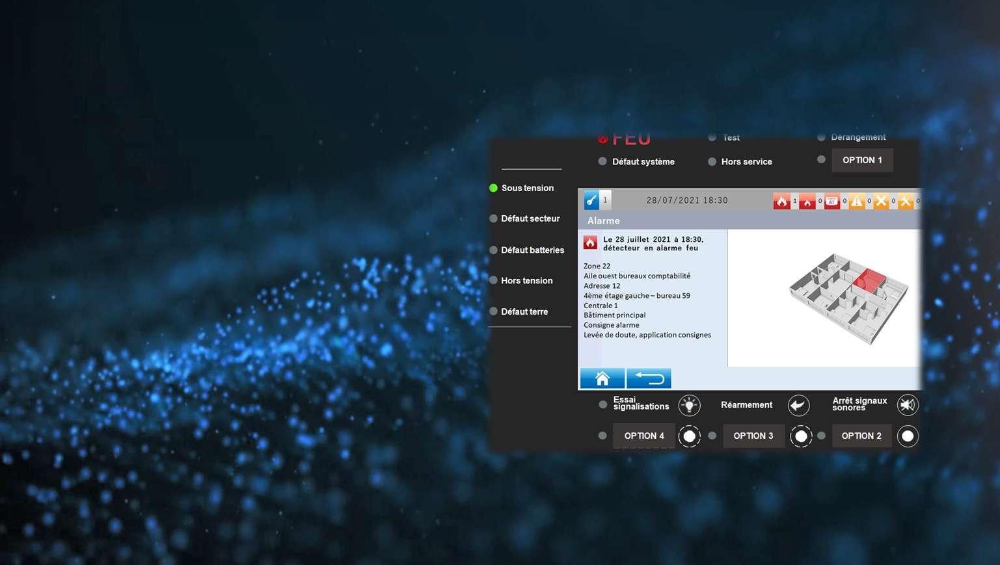 FEU
Test
Dérangement
Défaut système
Hors service
OPTION 1
Sous tension
Défaut secteur
Défaut batteries
Hors tension
Défaut terre
1
28/07/2021 18:30
1
0
AT
0
0
0
0
Alarme
Le 28 juillet 2021 à 18:30,
détecteur en alarme feu
Zone 22
Aile ouest bureaux comptabilité
Adresse 12
4ème étage gauche – bureau 59
Centrale 1
Bâtiment principal
Consigne alarme
Levée de doute, application consignes
Essai
signalisations
Réarmement
Arrêt signaux
sonores
OPTION 4
OPTION 3
OPTION 2